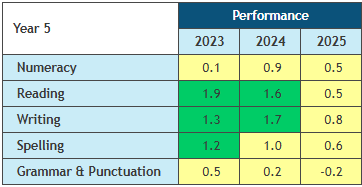 Year 5 Performance
2023 2024 2025
Numeracy 0.1 0.9 0.5
Reading 1.9 1.6 0.5
Writing 1.3 1.7 0.8
Spelling 1.2 1.0 0.6
Grammar & Punctuation 0.5 0.2 -0.2